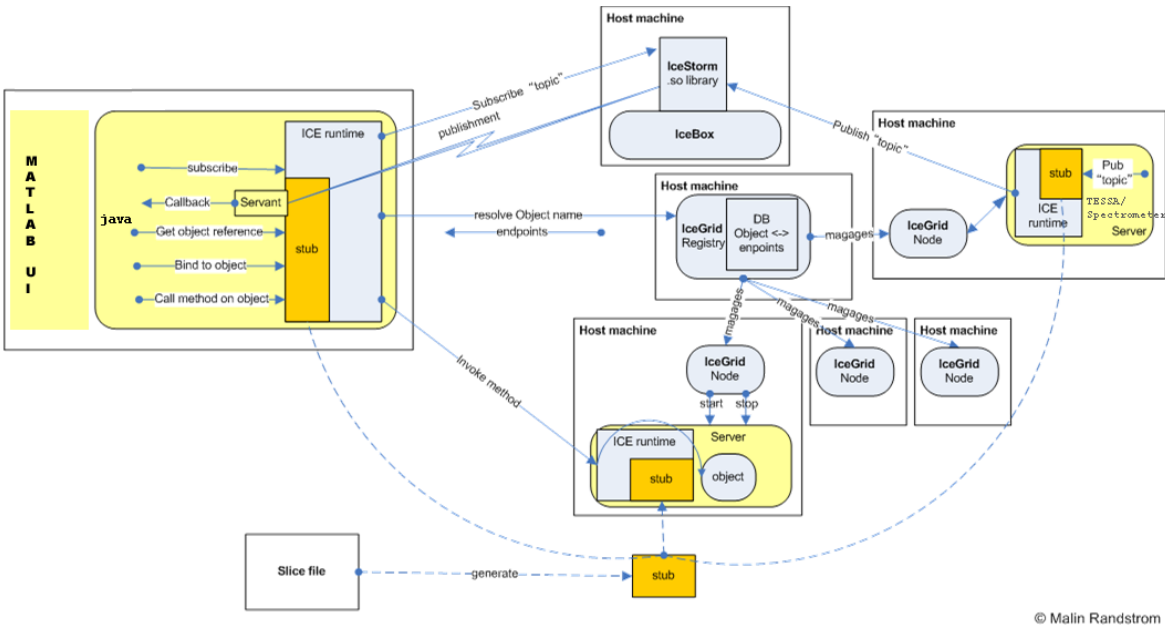 Host machine
IceStorm
.so library
IceBox
Subscribe "topic"
publishment
Publish "topic"
MATLAB UI
java
ICE runtime
subscribe
Callback
Servant
Get object reference
stub
Bind to object
Call method on object
resolve Object name
endpoints
Host machine
IceGrid
Registry
DB
Object <->
enpoints
magages
Host machine
IceGrid
Node
stub
ICE
runtime
Pub
"topic"
TESSA/
Spectrometer
Server
magages
magages
magages
Invoke method
Host machine
IceGrid
Node
start
stop
Server
ICE runtime
stub
object
Host machine
IceGrid
Node
Host machine
IceGrid
Node
Slice file
generate
stub
© Malin Randstrom